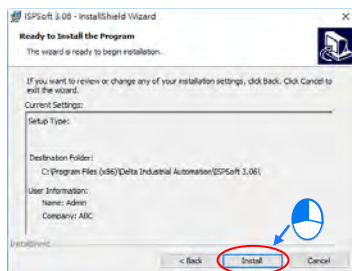 ISPSoft 3.06 - InstallShield Wizard
Ready to Install the Program
The wizard is ready to begin installation.
If you want to review or change any of your installation settings, click Back. Click Cancel to
exit the wizard.
Current Settings:
Setup Type:
Destination Folder:
C:\Program Files (x86)\Delta Industrial Automation\ISPSoft 3.06\
User Information:
Name: Admin
Company: ABC
InstallShield
< Back
Install
Cancel